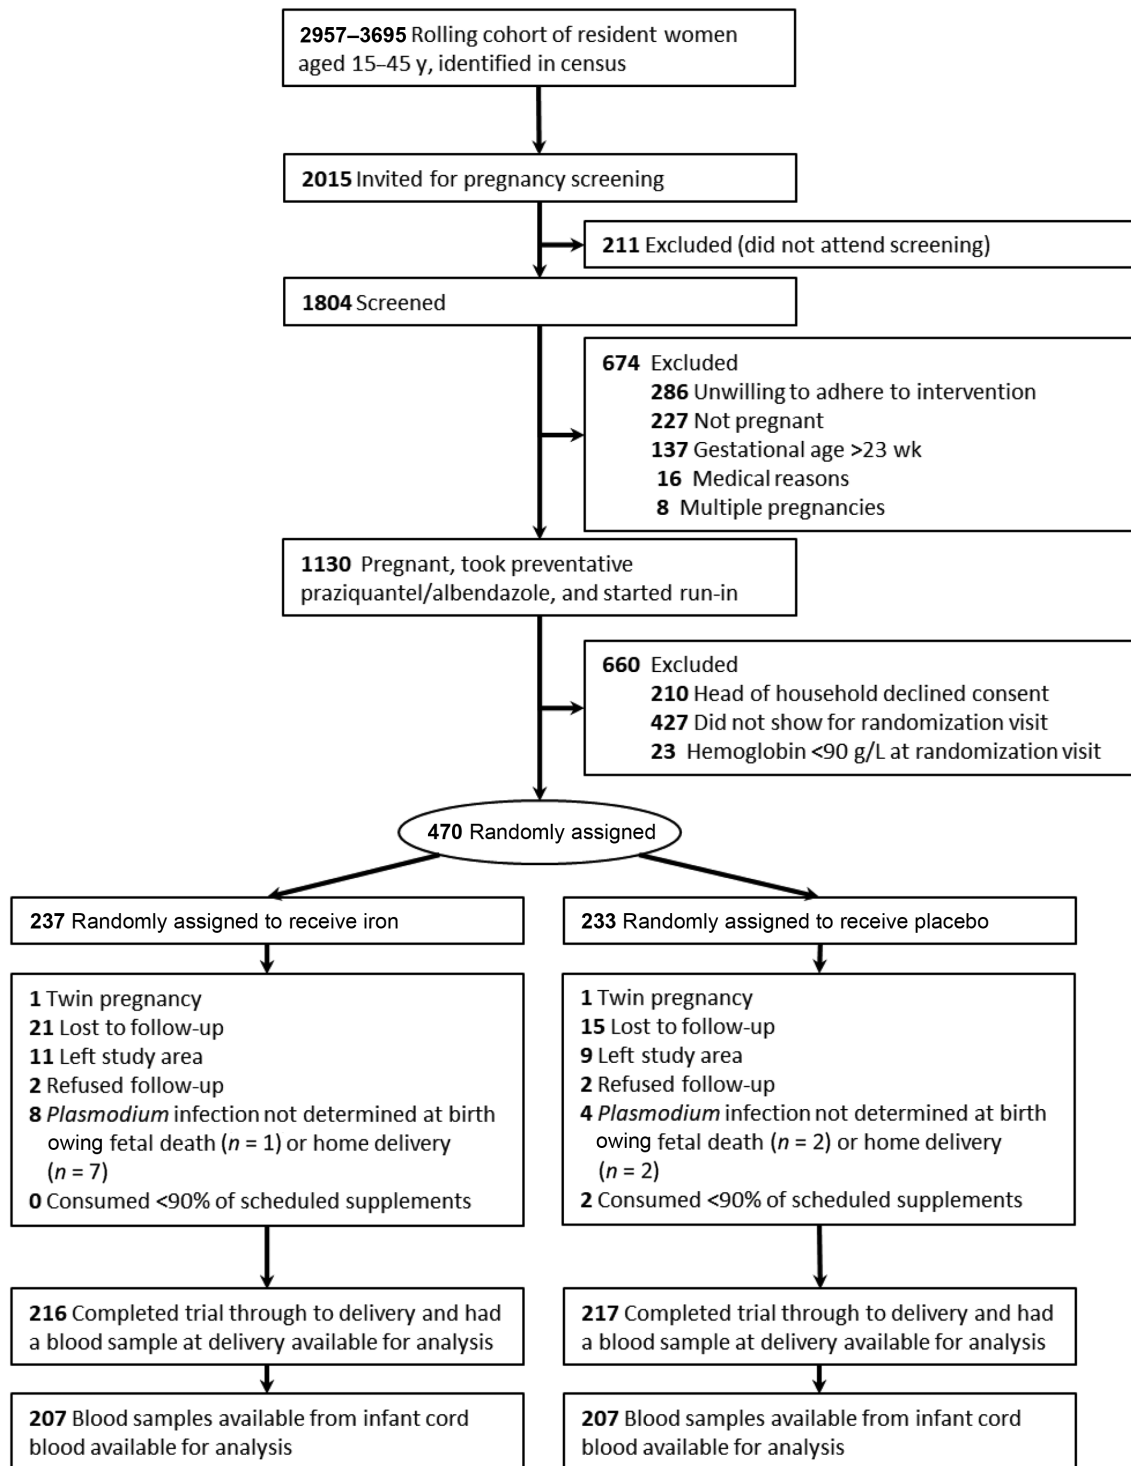 2957–3695 Rolling cohort of resident women
aged 15–45 y, identified in census
2015 Invited for pregnancy screening
211 Excluded (did not attend screening)
1804 Screened
674 Excluded
286 Unwilling to adhere to intervention
227 Not pregnant
137 Gestational age >23 wk
16 Medical reasons
8 Multiple pregnancies
1130 Pregnant, took preventative
praziquantel/albendazole, and started run-in
660 Excluded
210 Head of household declined consent
427 Did not show for randomization visit
23 Hemoglobin <90 g/L at randomization visit
470 Randomly assigned
237 Randomly assigned to receive iron
1 Twin pregnancy
21 Lost to follow-up
11 Left study area
2 Refused follow-up
8 Plasmodium infection not determined at birth
owing fetal death (n = 1) or home delivery
(n = 7)
0 Consumed <90% of scheduled supplements
216 Completed trial through to delivery and had
a blood sample at delivery available for analysis
207 Blood samples available from infant cord
blood available for analysis
233 Randomly assigned to receive placebo
1 Twin pregnancy
15 Lost to follow-up
9 Left study area
2 Refused follow-up
4 Plasmodium infection not determined at birth
owing fetal death (n = 2) or home delivery
(n = 2)
2 Consumed <90% of scheduled supplements
217 Completed trial through to delivery and had
a blood sample at delivery available for analysis
207 Blood samples available from infant cord
blood available for analysis